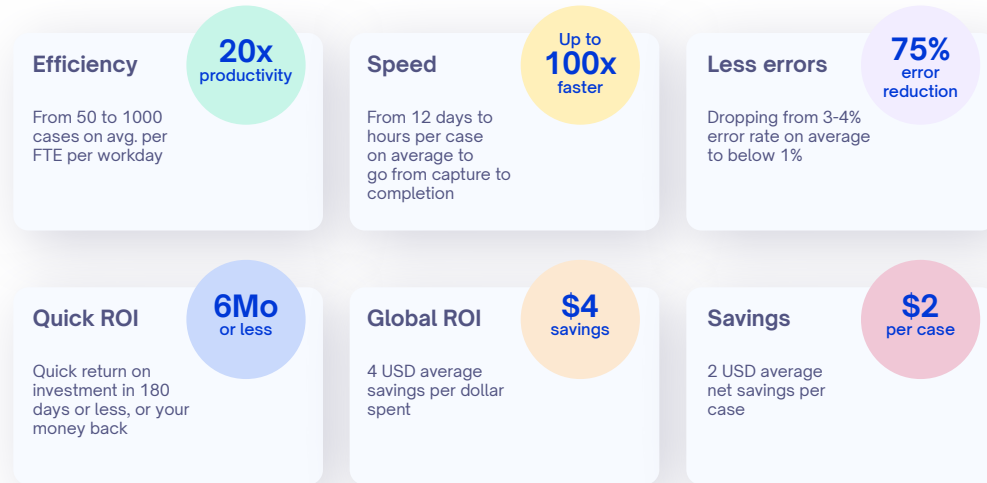 Efficiency
20x
productivity
From 50 to 1000
cases on avg. per
FTE per workday
Speed
Up to
100x
faster
From 12 days to
hours per case
on average to
go from capture to
completion
Less errors
75%
error
reduction
Dropping from 3-4%
error rate on average
to below 1%
Quick ROI
6Mo
or less
Quick return on
investment in 180
days or less, or your
money back
Global ROI
$4
savings
4 USD average
savings per dollar
spent
Savings
$2
per case
2 USD average
net savings per
case